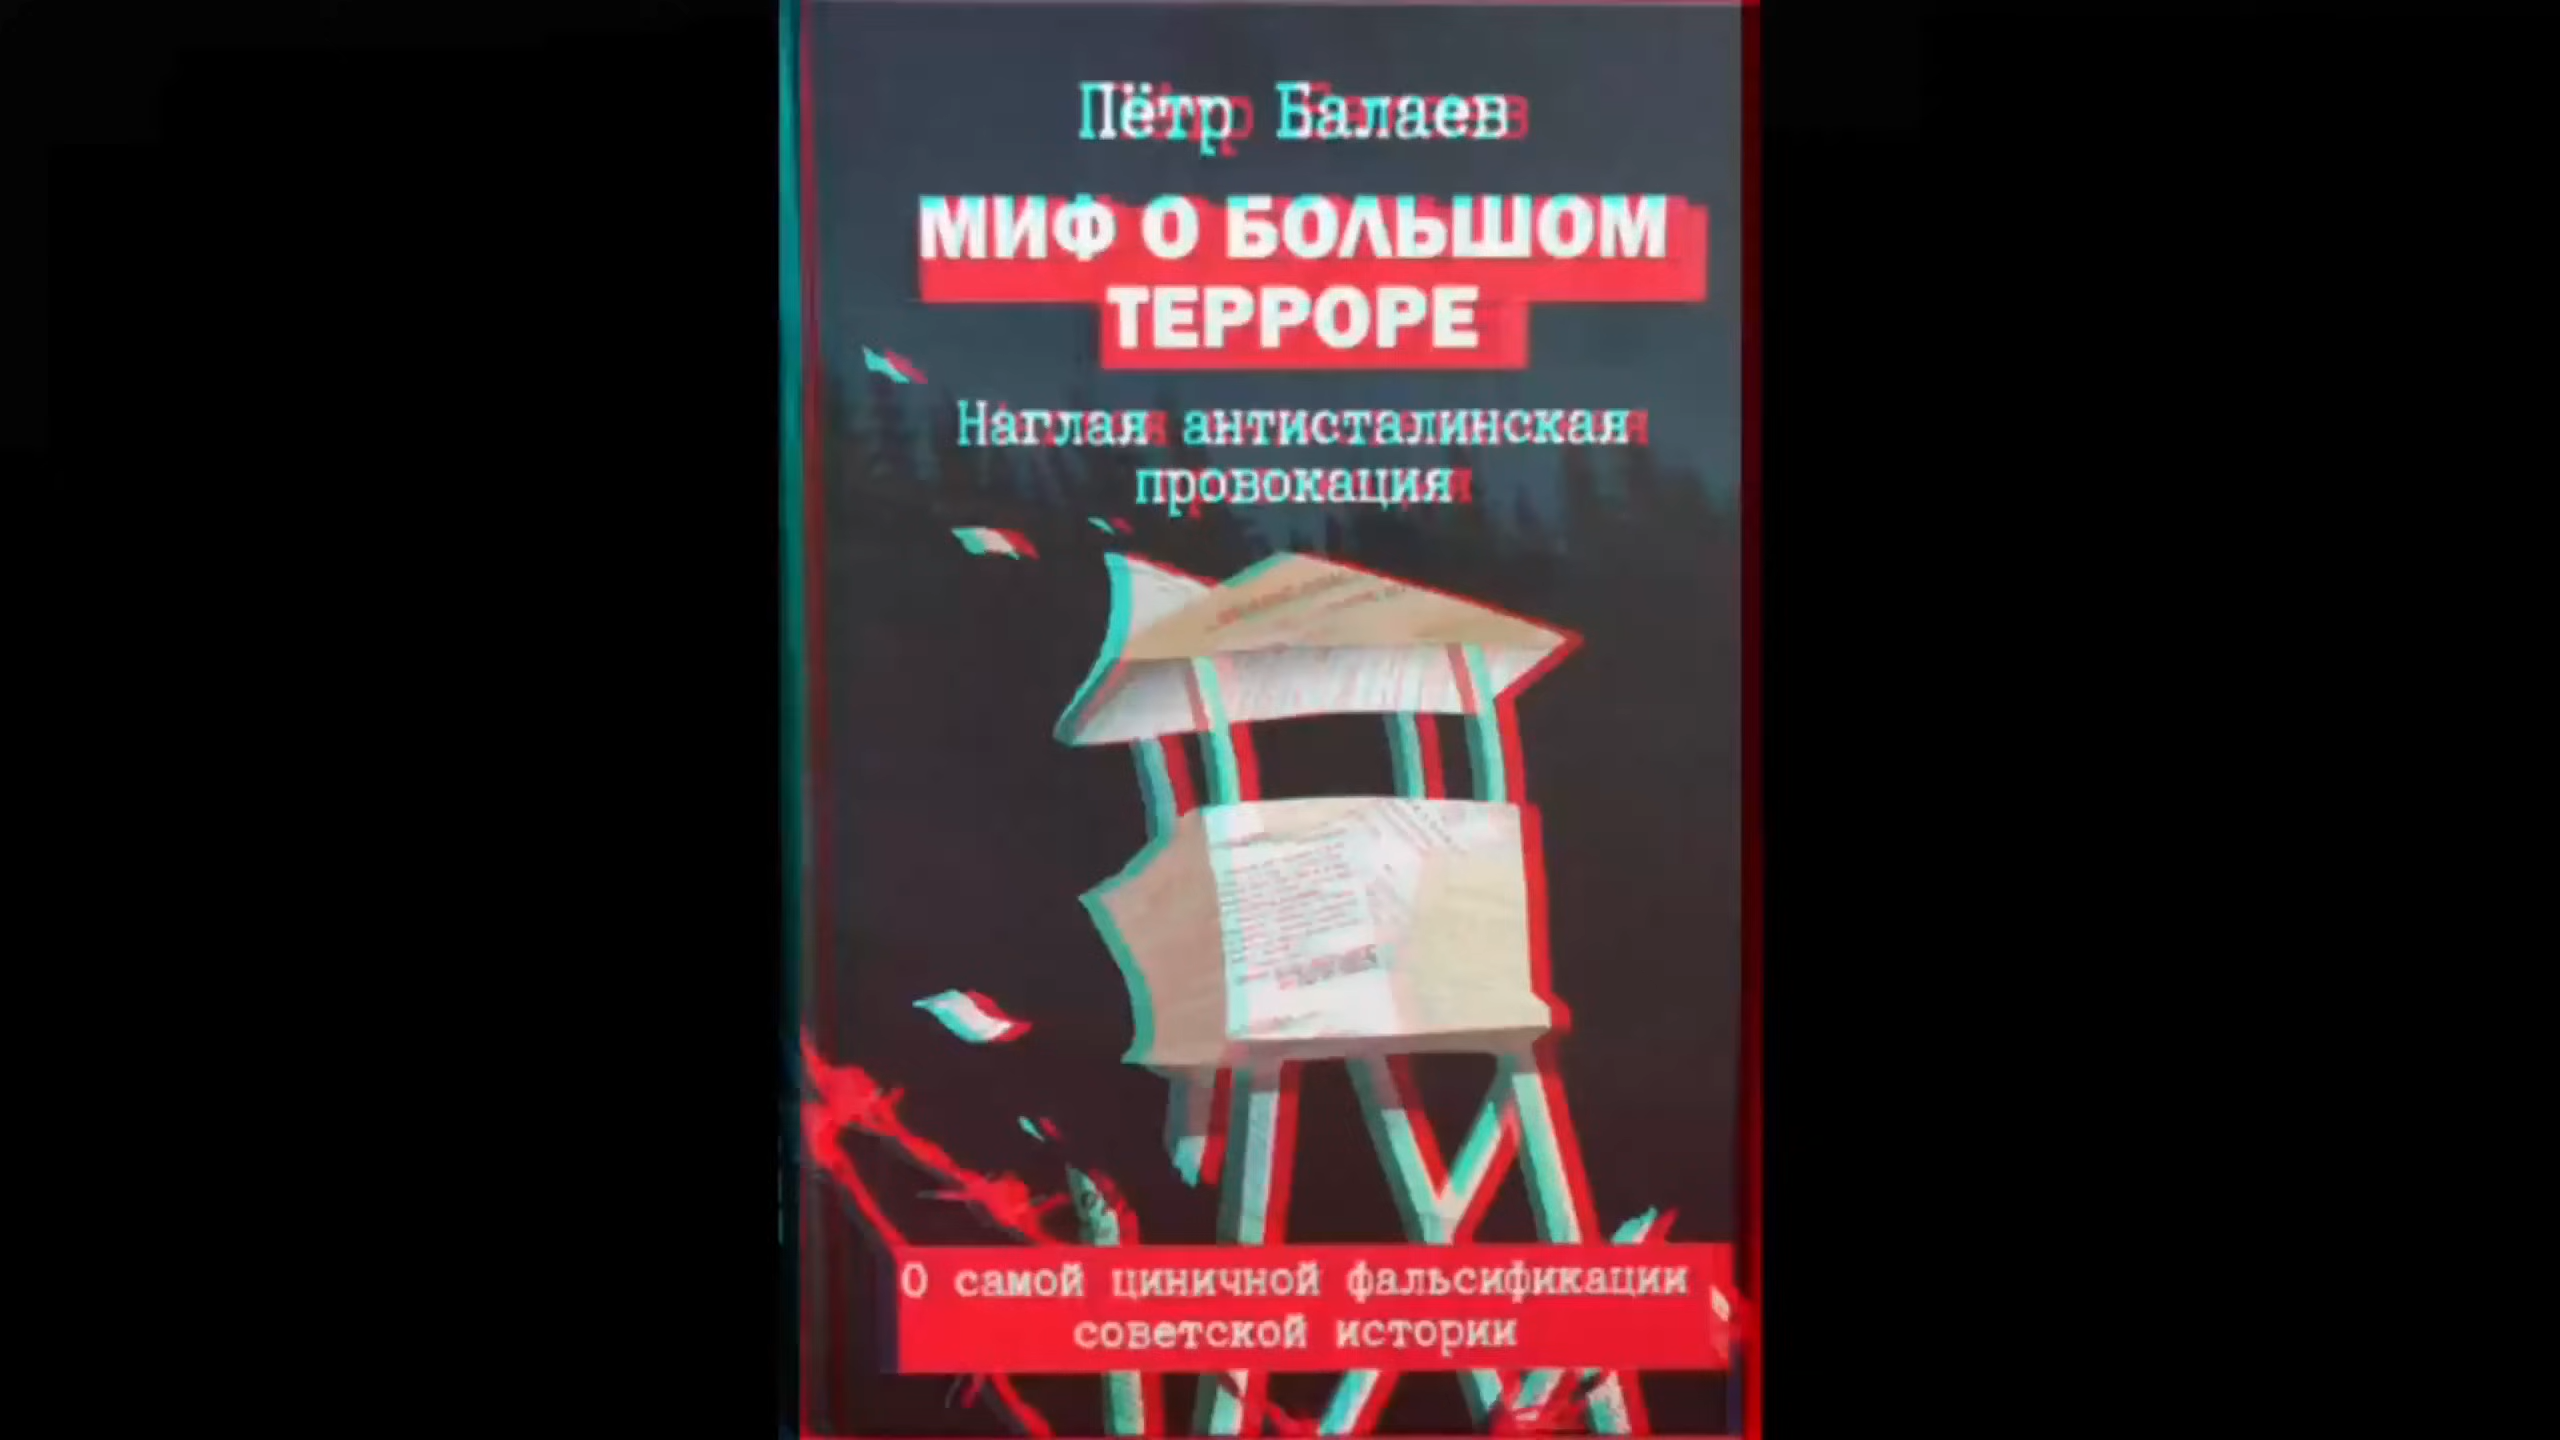 Пётр Балаев
МИФ О БОЛЬШОМ
ТЕРРОРЕ
Наглая антисталинская
провокация
О самой циничной фальсификации
советской истории